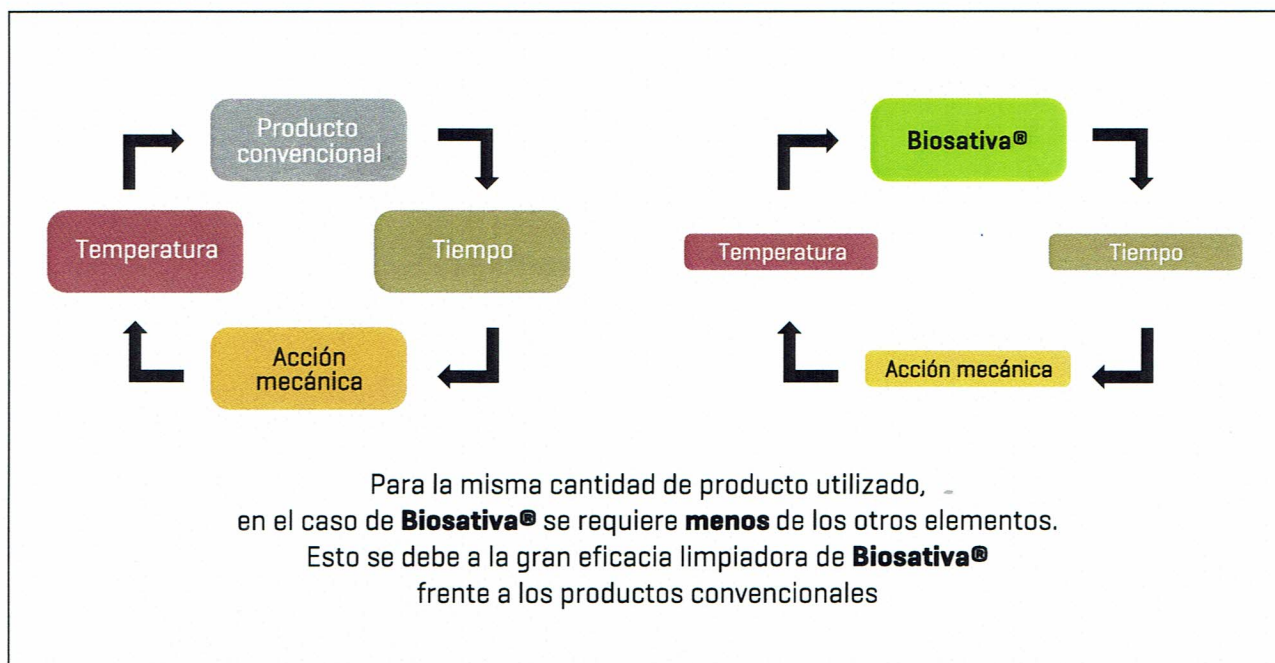 Producto
convencional
Temperatura
Tiempo
Acción
mecánica
Biosativa®
Temperatura
Tiempo
Acción mecánica
Para la misma cantidad de producto utilizado,
en el caso de Biosativa® se requiere menos de los otros elementos.
Esto se debe a la gran eficacia limpiadora de Biosativa®
frente a los productos convencionales